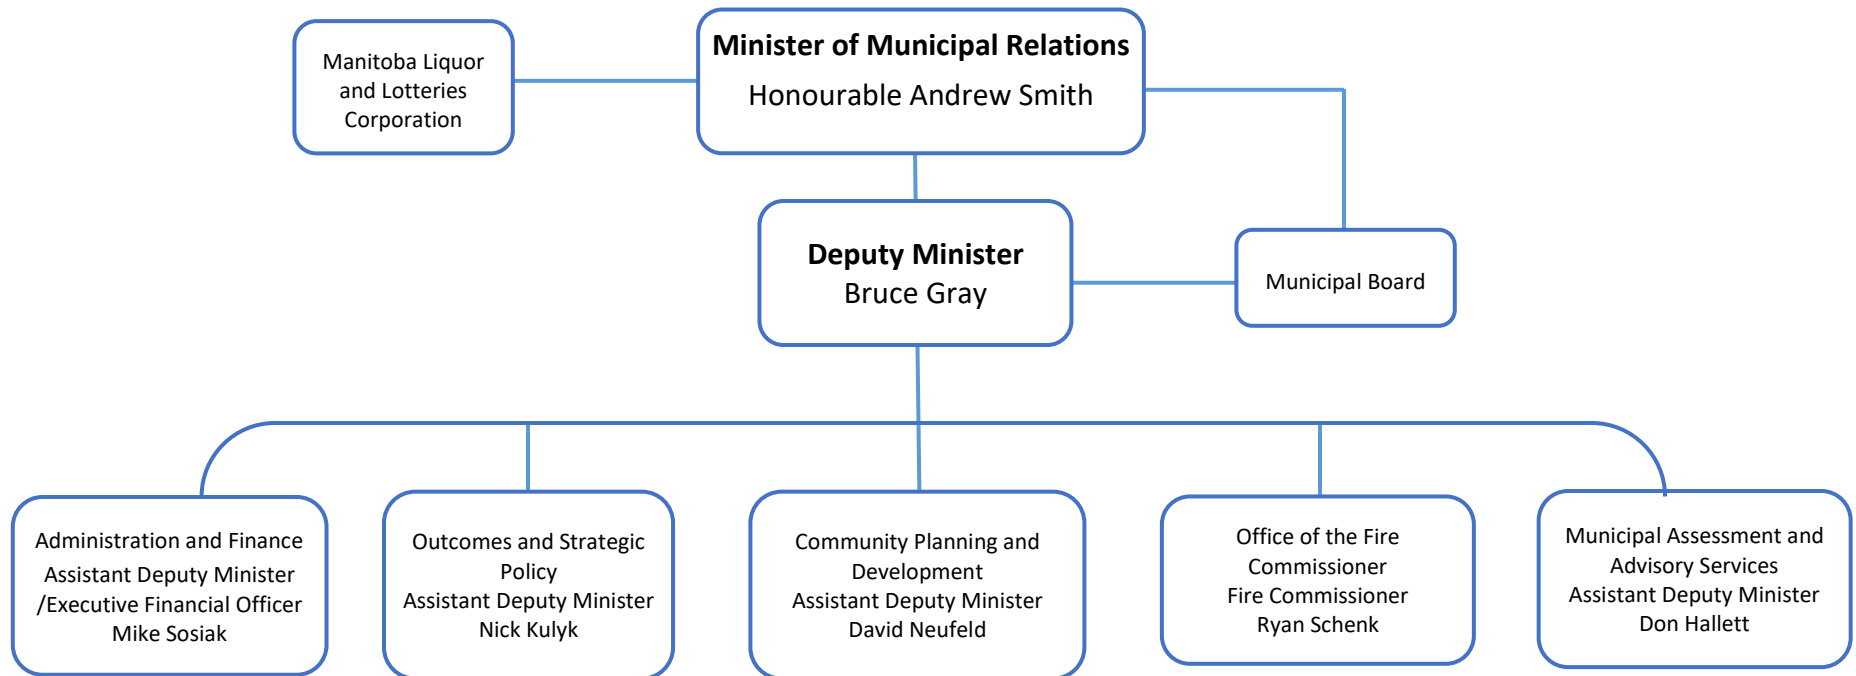 Manitoba Liquor
and Lotteries
Corporation
Minister of Municipal Relations
Honourable Andrew Smith
Deputy Minister
Bruce Gray
Municipal Board
Administration and Finance
Assistant Deputy Minister
/Executive Financial Officer
Mike Sosiak
Outcomes and Strategic
Policy
Assistant Deputy Minister
Nick Kulyk
Community Planning and
Development
Assistant Deputy Minister
David Neufeld
Office of the Fire
Commissioner
Fire Commissioner
Ryan Schenk
Municipal Assessment and
Advisory Services
Assistant Deputy Minister
Don Hallett